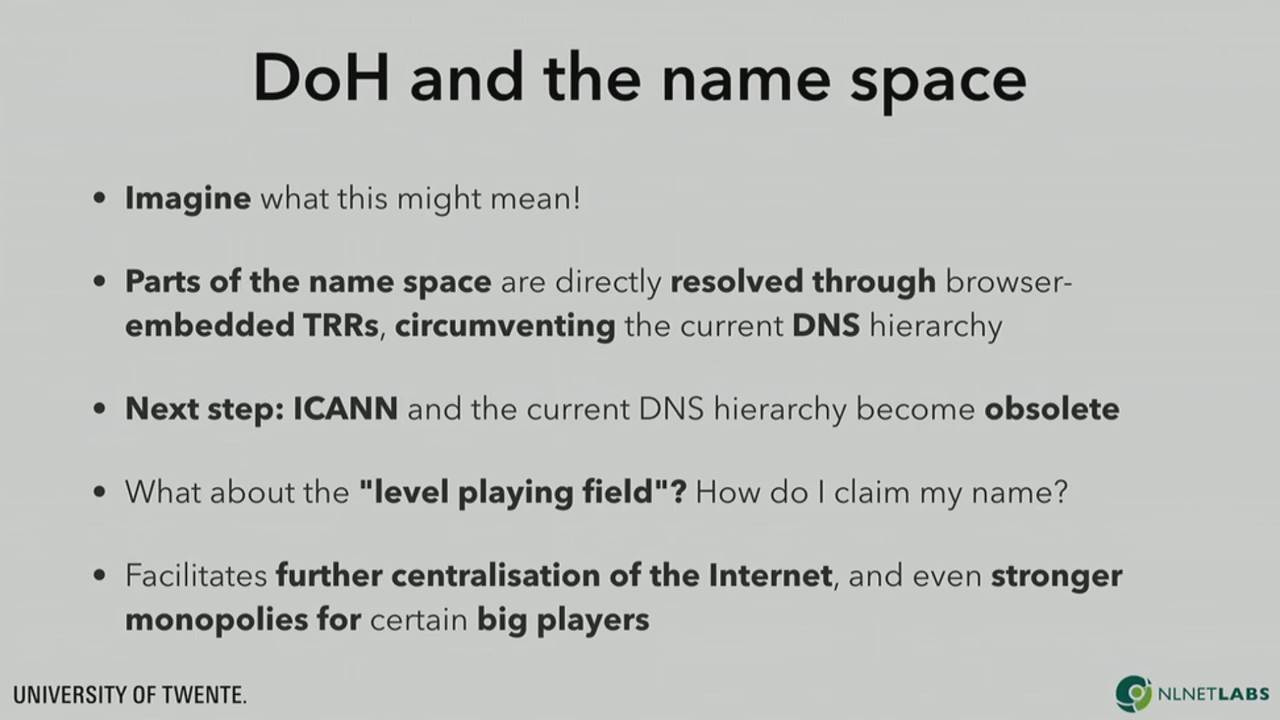 DoH and the name space
• Imagine what this might mean!
• Parts of the name space are directly resolved through browser-
embedded TRRs, circumventing the current DNS hierarchy
• Next step: ICANN and the current DNS hierarchy become obsolete
• What about the "level playing field"? How do I claim my name?
• Facilitates further centralisation of the Internet, and even stronger
monopolies for certain big players
UNIVERSITY OF TWENTE.
NLNETLABS